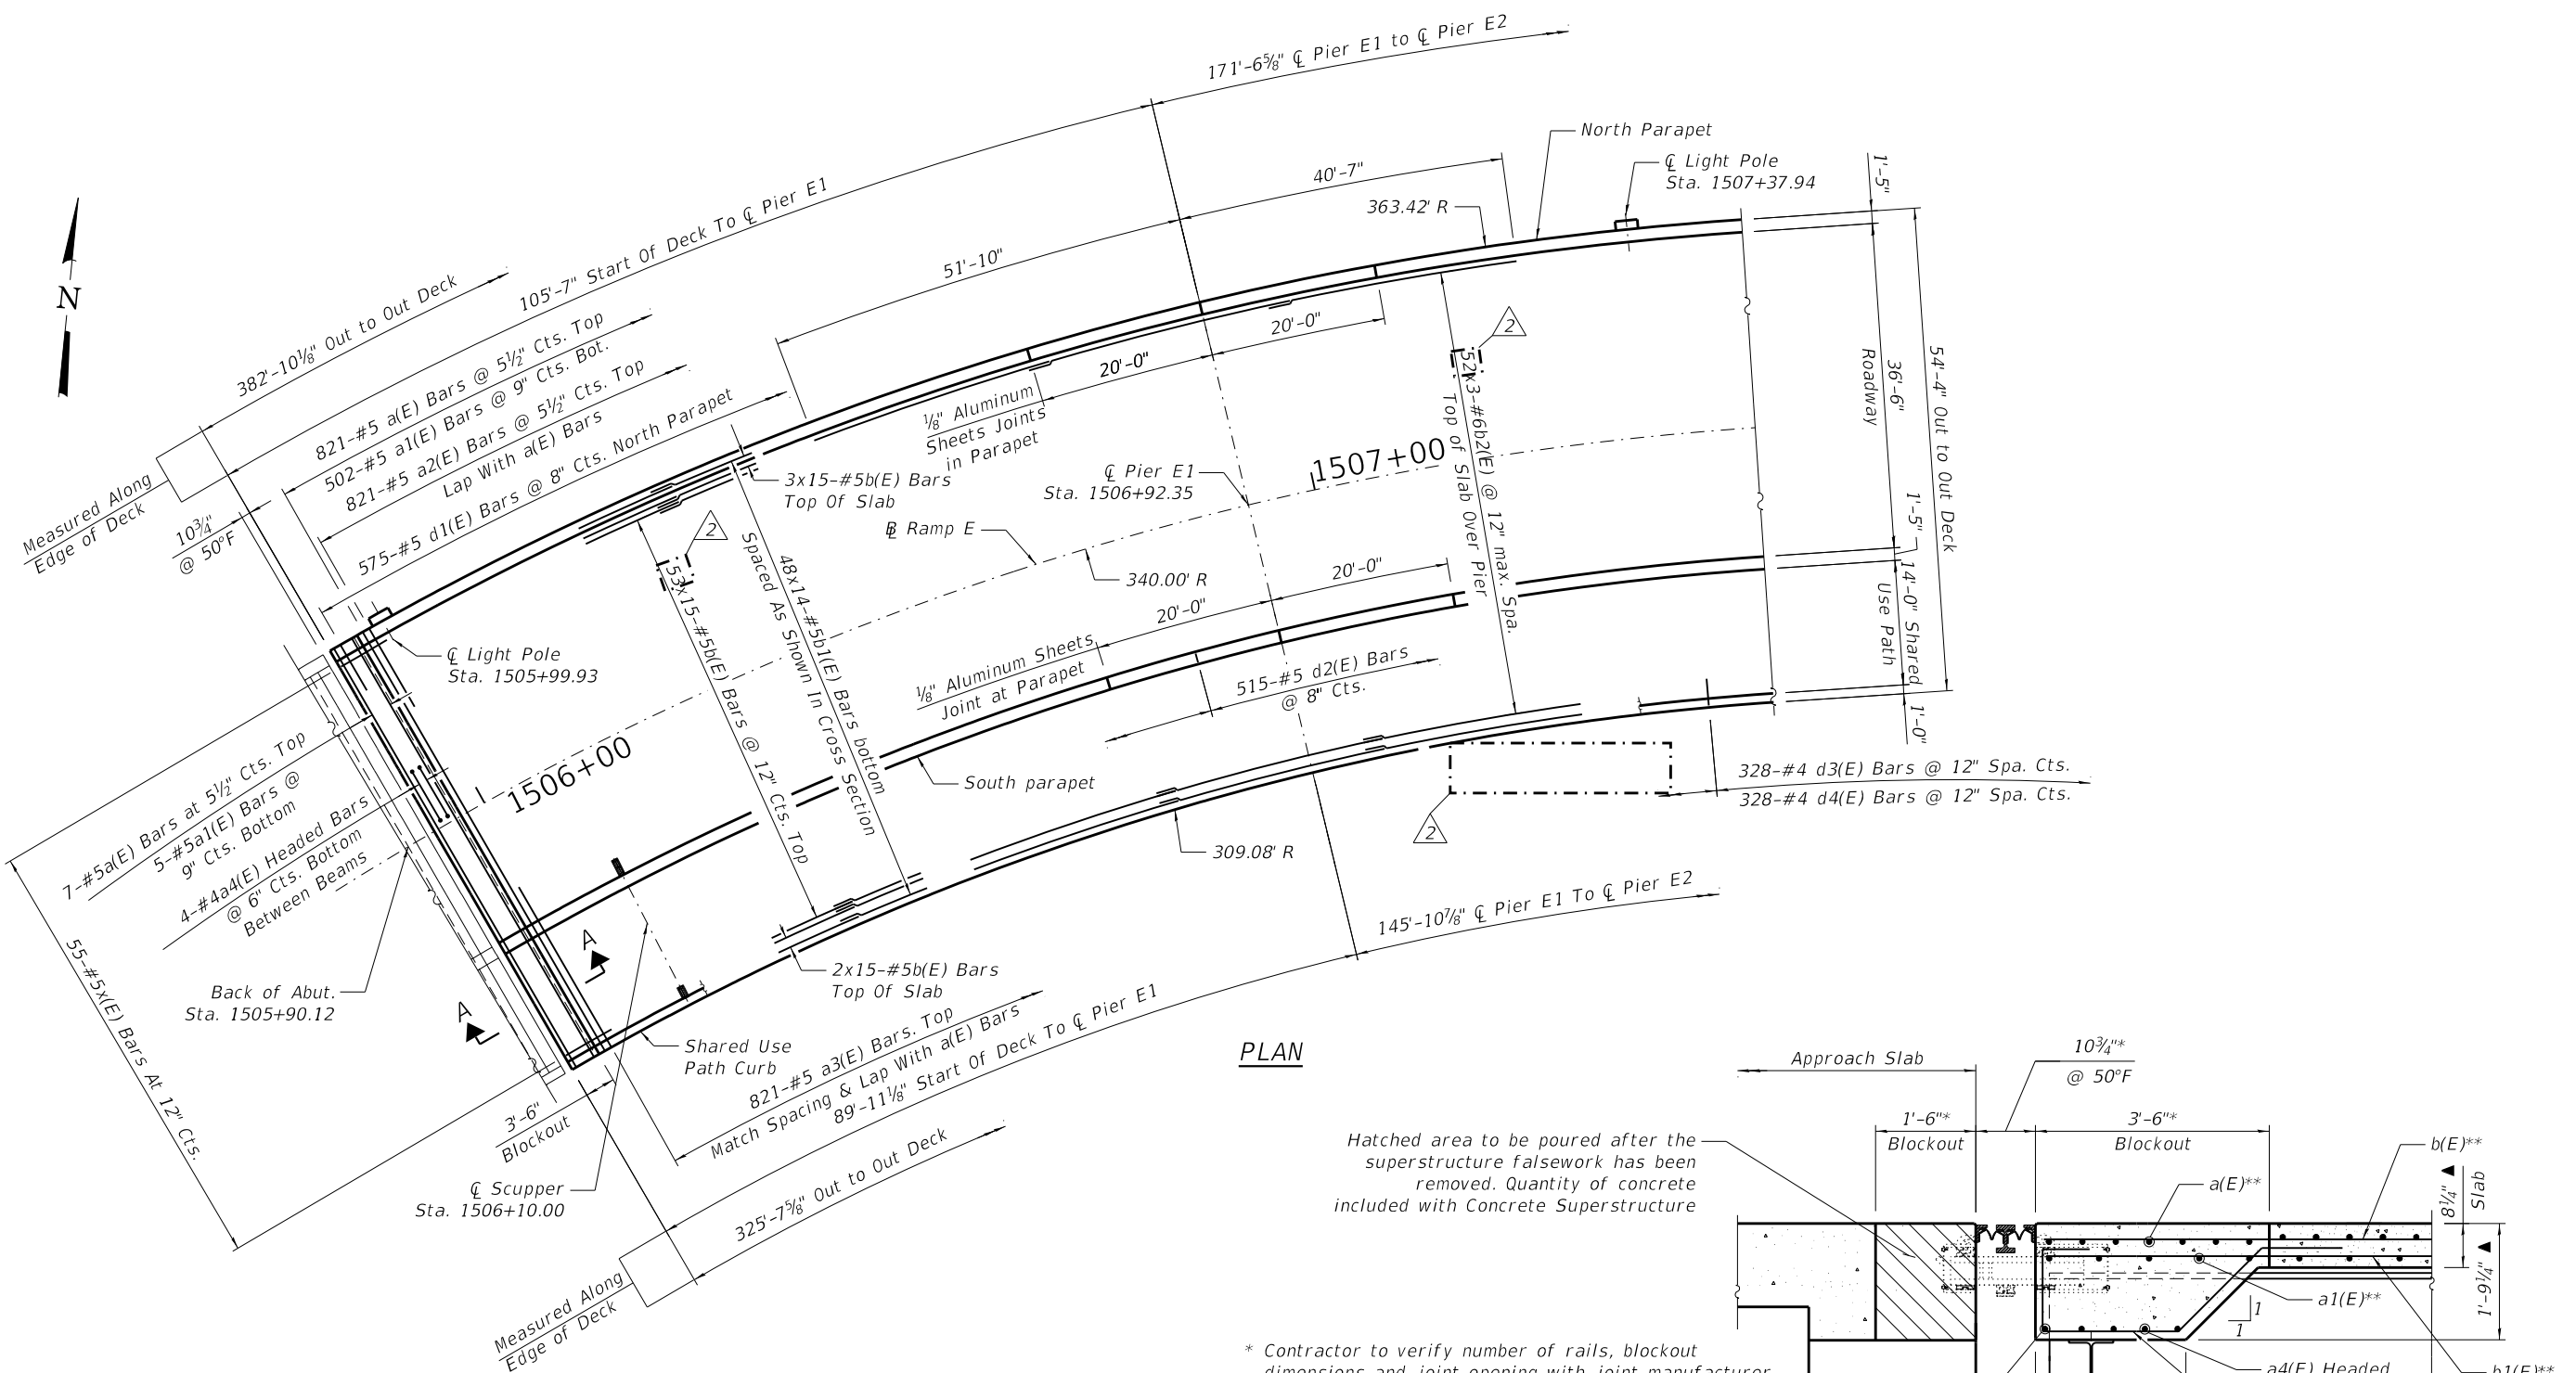 171'-6⅝" ℄ Pier E1 to ℄ Pier E2
North Parapet
℄ Light Pole
Sta. 1507+37.94
1'-5"
40'-7"
363.42' R
105'-7" Start Of Deck To ℄ Pier E1
51'-10"
382'-10⅛" Out to Out Deck
821-#5 a(E) Bars @ 5½" Cts. Top
502-#5 a1(E) Bars @ 9" Cts. Bot.
821-#5 a2(E) Bars @ 5½" Cts. Top
Lap With a(E) Bars
575-#5 d1(E) Bars @ 8" Cts. North Parapet
N
Measured Along
Edge of Deck
10¾"
@ 50°F
20'-0"
20'-0"
⅛" Aluminum
Sheets Joints
in Parapet
2
52x3-#6b2(E) @ 12" max. Spa.
Top of Slab Over Pier
36'-6"
Roadway
54'-4" Out to Out Deck
1'-5"
14'-0" Shared
Use Path
1'-0"
3x15-#5b(E) Bars
Top Of Slab
℄ Pier E1
Sta. 1506+92.35
1507+00
2
BL Ramp E
340.00' R
53x15-#5b(E) Bars @ 12" Cts. Top
48x14-#5b1(E) Bars bottom
Spaced As Shown In Cross Section
20'-0"
20'-0"
℄ Light Pole
Sta. 1505+99.93
⅛" Aluminum Sheets
Joint at Parapet
515-#5 d2(E) Bars
@ 8" Cts.
1506+00
South parapet
328-#4 d3(E) Bars @ 12" Spa. Cts.
328-#4 d4(E) Bars @ 12" Spa. Cts.
2
309.08' R
7-#5a(E) Bars at 5½" Cts. Top
5-#5a1(E) Bars @
9" Cts. Bottom
4-#4a4(E) Headed Bars
@ 6" Cts. Bottom
Between Beams
145'-10⅞" ℄ Pier E1 To ℄ Pier E2
55-#5x(E) Bars At 12" Cts.
Back of Abut.
Sta. 1505+90.12
A
A
2x15-#5b(E) Bars
Top Of Slab
Shared Use
Path Curb
821-#5 a3(E) Bars. Top
Match Spacing & Lap With a(E) Bars
89'-11⅛" Start Of Deck To ℄ Pier E1
3'-6"
Blockout
℄ Scupper
Sta. 1506+10.00
325'-7⅝" Out to Out Deck
Measured Along
Edge of Deck
PLAN
Approach Slab
10¾"*
@ 50°F
1'-6"*
Blockout
3'-6"*
Blockout
Hatched area to be poured after the
superstructure falsework has been
removed. Quantity of concrete
included with Concrete Superstructure
b(E)**
a(E)**
8¼" ▲
Slab
1'-9¼" ▲
a1(E)**
1
1
* Contractor to verify number of rails, blockout
dimensions and joint opening with joint manufacturer
a4(E) Headed
b1(E)**